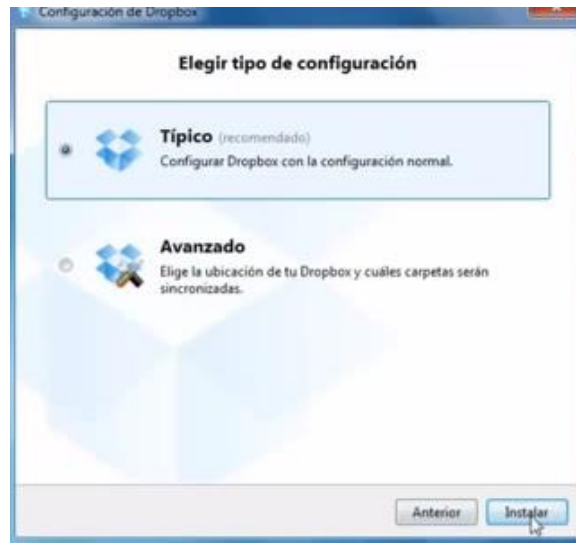 Configuración de Dropbox
Elegir tipo de configuración
Típico (recomendado)
Configurar Dropbox con la configuración normal.
Avanzado
Elige la ubicación de tu Dropbox y cuáles carpetas serán
sincronizadas.
Anterior
Instalar